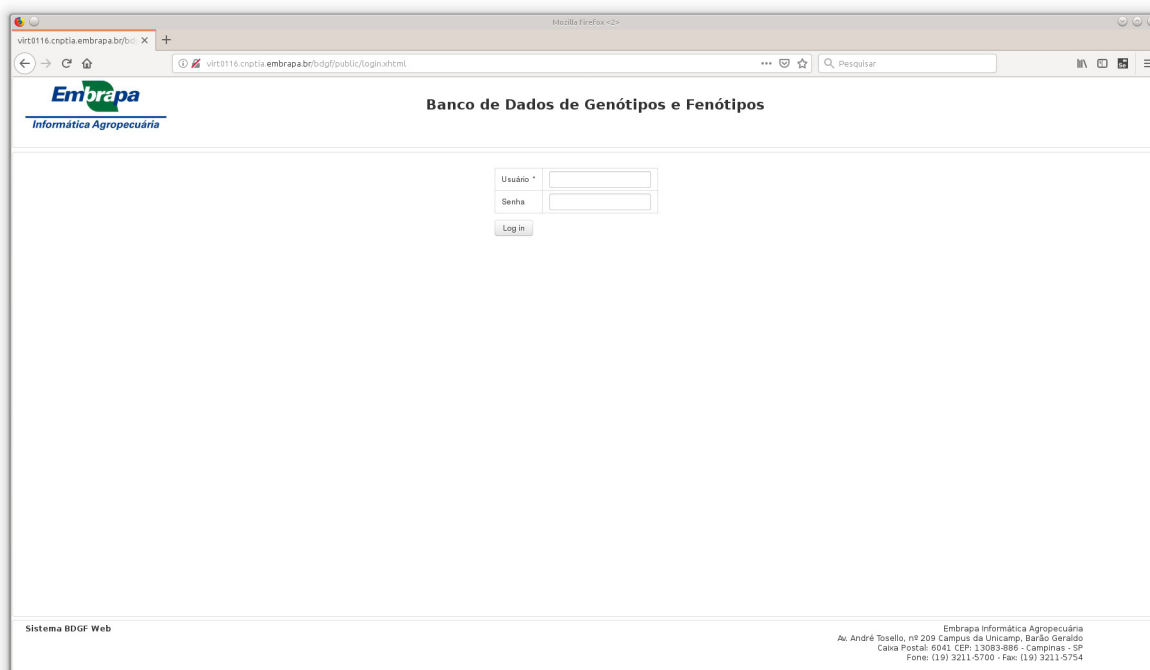 Mozilla Firefox <2>
virt0116.cnptia.embrapa.br/bd
virt0116.cnptia.embrapa.br/bdgf/public/login.xhtml
Pesquisar
Embrapa
Informática Agropecuária
Banco de Dados de Genótipos e Fenótipos
Usuário *
Senha
Log in
Sistema BDGF Web
Embrapa Informática Agropecuária
Av. André Tosello, nº 209 Campus da Unicamp, Barão Geraldo
Caixa Postal: 6041 CEP: 13083-886 - Campinas - SP
Fone: (19) 3211-5700 - Fax: (19) 3211-5754